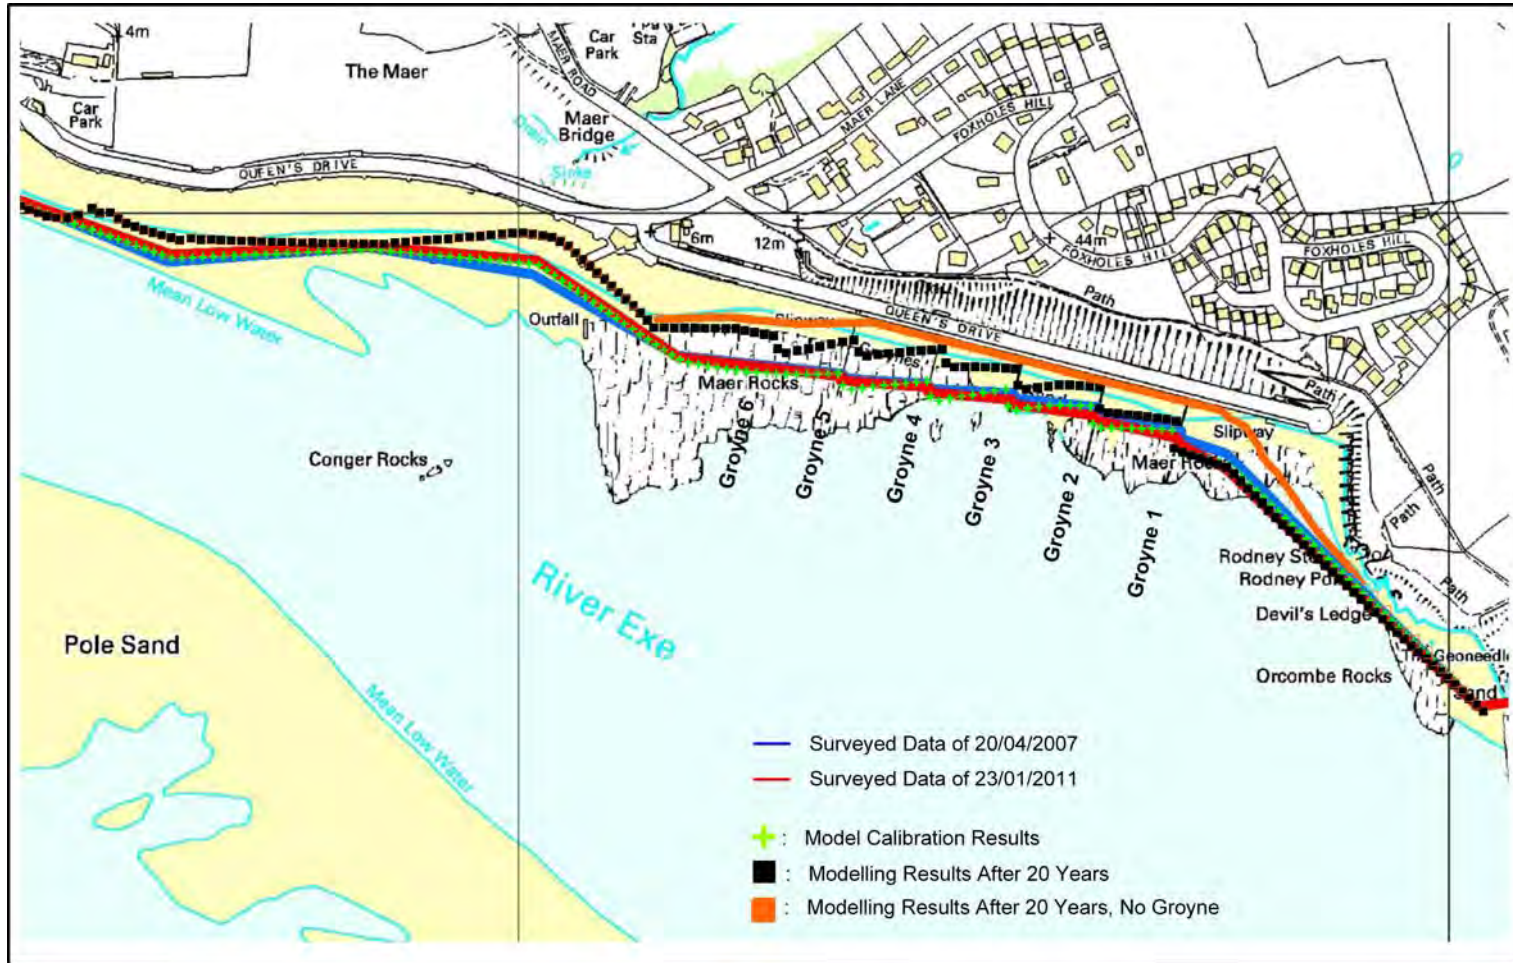 4m
Car
Park
The Maer
Car
Park
Sta
MAER ROAD
Maer
Bridge
Drain
Sinks
MAER LANE
FOXHOLES HILL
QUEEN'S DRIVE
6m
12m
44m
FOXHOLES HILL
FOXHOLES HILL
Path
Path
Path
Path
Path
QUEEN'S DRIVE
Mean Low Water
Outfall
Maer Rocks
Slipway
Groyne 6
Groyne 5
Groyne 4
Groyne 3
Groyne 2
Groyne 1
Conger Rocks
River Exe
Devil's Ledge
Orcombe Rocks
Sand
Pole Sand
Mean Low Water
Surveyed Data of 20/04/2007
Surveyed Data of 23/01/2011
: Model Calibration Results
: Modelling Results After 20 Years
: Modelling Results After 20 Years, No Groyne